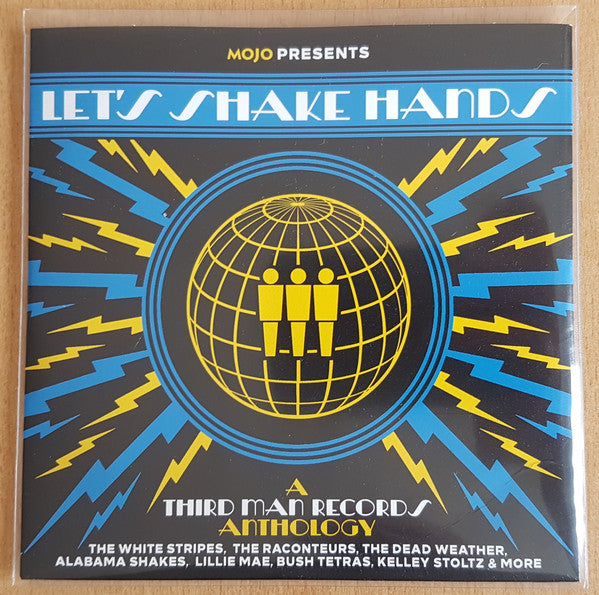 MOJO PRESENTS
LET'S SHAKE HANDS
A
THIRD MAN RECORDS
ANTHOLOGY
THE WHITE STRIPES, THE RACONTEURS, THE DEAD WEATHER,
ALABAMA SHAKES, LILLIE MAE, BUSH TETRAS, KELLEY STOLTZ & MORE